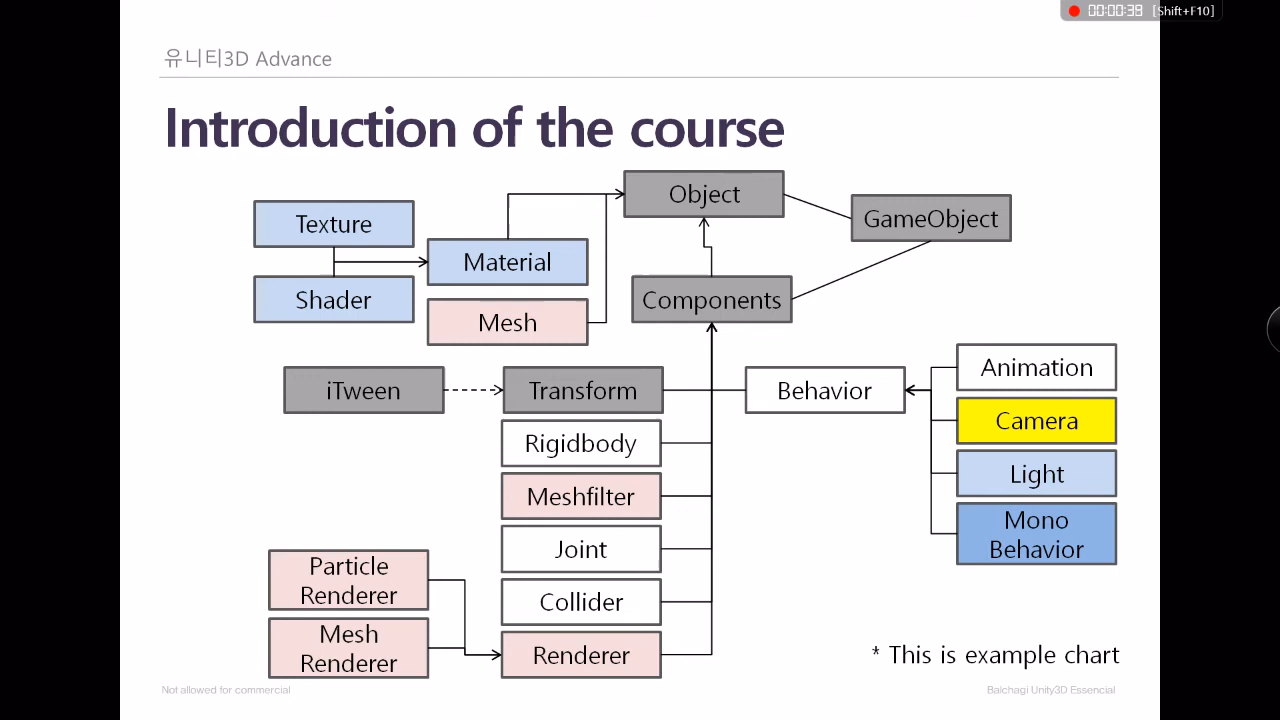 00:00:38 [Shift+F10]
유니티3D Advance
Introduction of the course
Object
Texture
GameObject
Material
Shader
Components
Mesh
Animation
iTween
Transform
Behavior
Camera
Rigidbody
Light
Meshfilter
Mono
Behavior
Joint
Particle
Renderer
Collider
Mesh
Renderer
Renderer
* This is example chart
Not allowed for commercial
Balchagi Unity3D Essencial